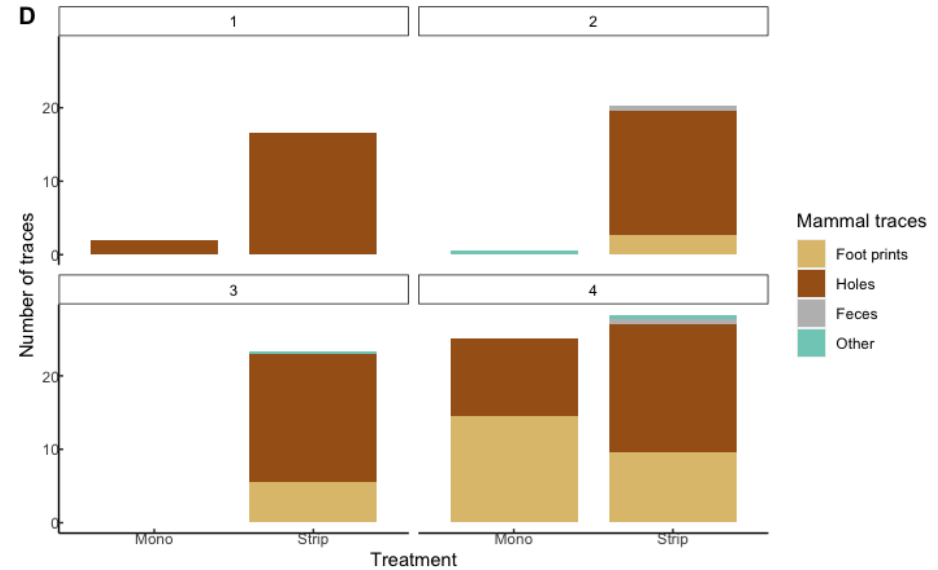 D
1
2
20
10
0
3
4
20
10
0
Number of traces
Mono
Strip
Mono
Strip
Treatment
Mammal traces
Foot prints
Holes
Feces
Other